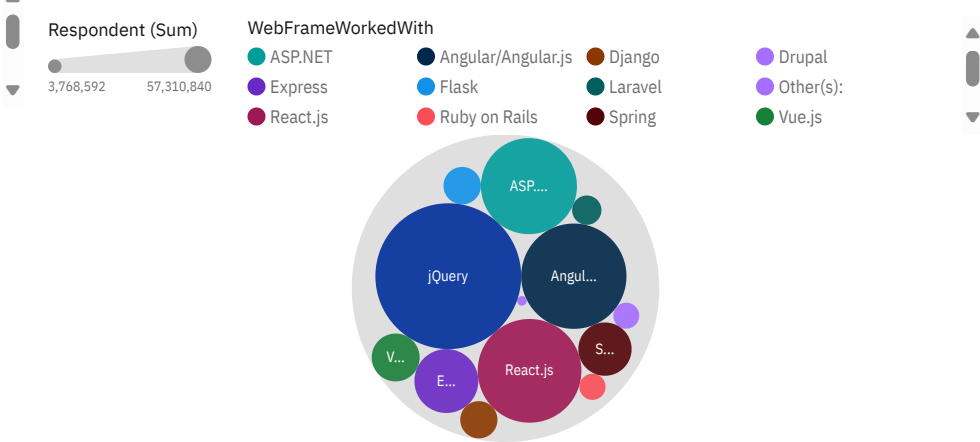 Respondent (Sum)
3,768,592 57,310,840
WebFrameWorkedWith
ASP.NET Angular/Angular.js Django Drupal
Express Flask Laravel Other(s):
React.js Ruby on Rails Spring Vue.js
ASP....
jQuery Angul...
V... S...
E... React.js